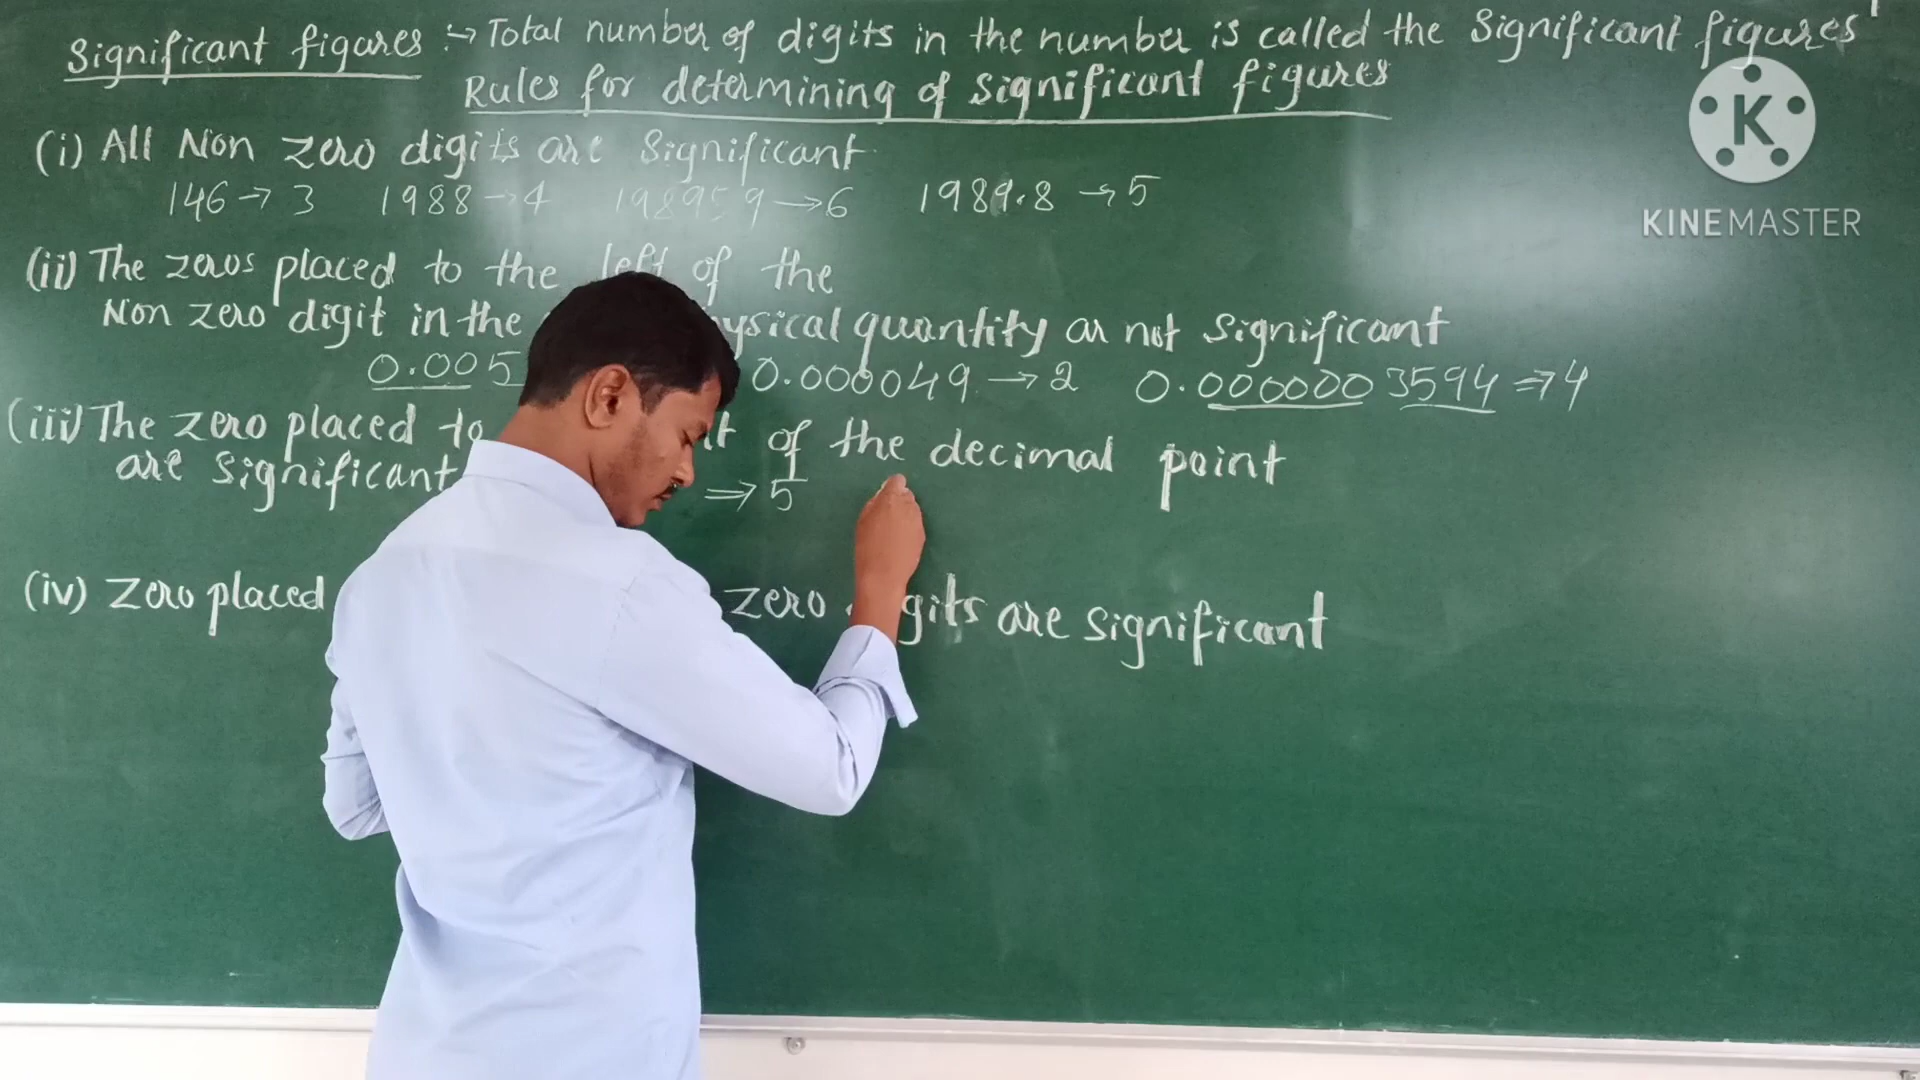 Significant figures :→ Total number of digits in the number is called the Significant figures
Rules for determining of significant figures
(i) All Non zero digits are Significant
146→3 1988→4 198959→6 1989.8→5
(ii) The zeros placed to the left of the
Non zero digit in the physical quantity ar not Significant
0.005 0.000049→2 0.0000003594⇒4
(iii) The zero placed to of the decimal point
are significant ⇒5
(iv) Zero placed zero digits are significant
K
KINEMASTER